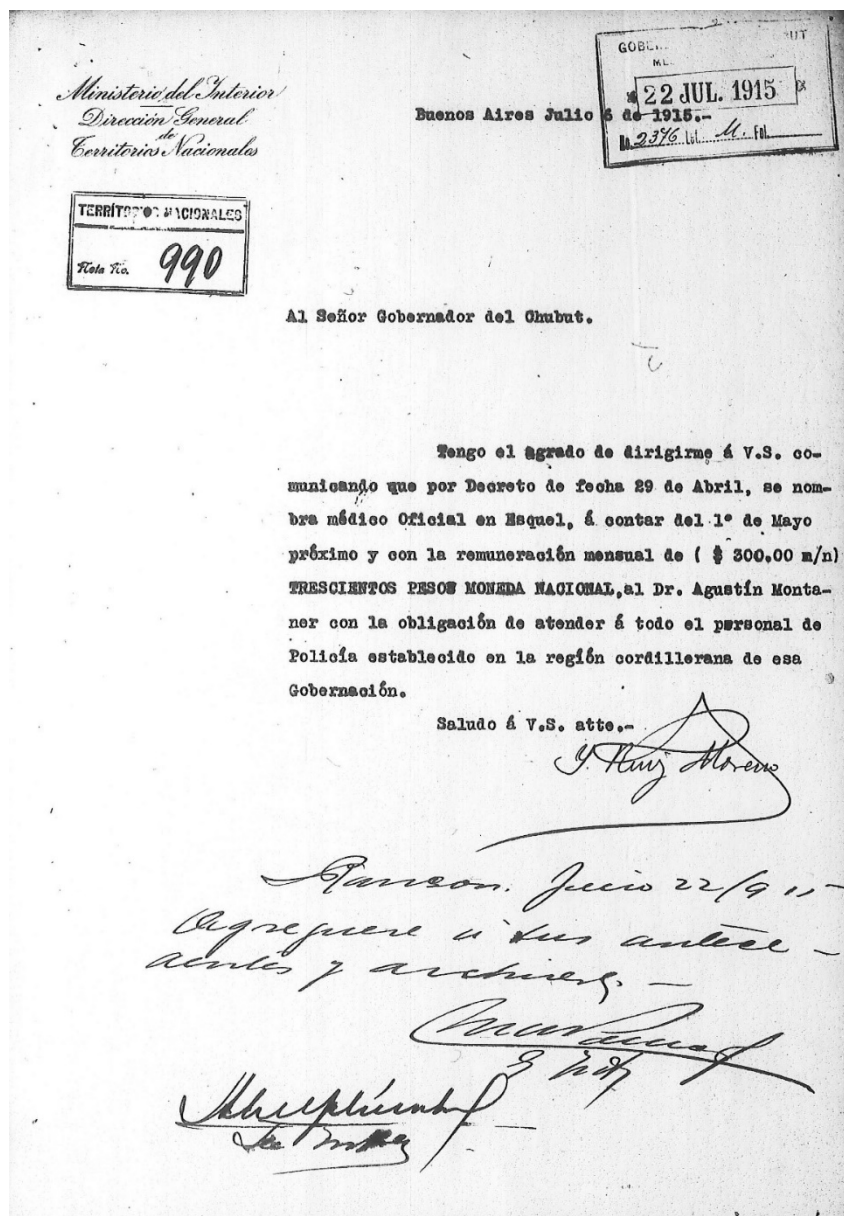 Ministerio del Interior
Dirección General
de
Territorios Nacionales
22 JUL. 1915
No. 2376 Let. M. Fol.
Buenos Aires Julio 6 de 1915.-
TERRITORIOS NACIONALES
Nota No. 990
Al Señor Gobernador del Chubut.
Tengo el agrado de dirigirme á V.S. co-
municando que por Decreto de fecha 29 de Abril, se nom-
bra médico Oficial en Esquel, á contar del 1º de Mayo
próximo y con la remuneración mensual de ( $ 300.00 m/n)
TRESCIENTOS PESOS MONEDA NACIONAL,al Dr. Agustín Monta-
ner con la obligación de atender á todo el personal de
Policía establecido en la región cordillerana de esa
Gobernación.
Saludo á V.S. atte.-
Y. Ruiz Moreno
22/915
Agreguese á sus antece-
dentes y archivese.-